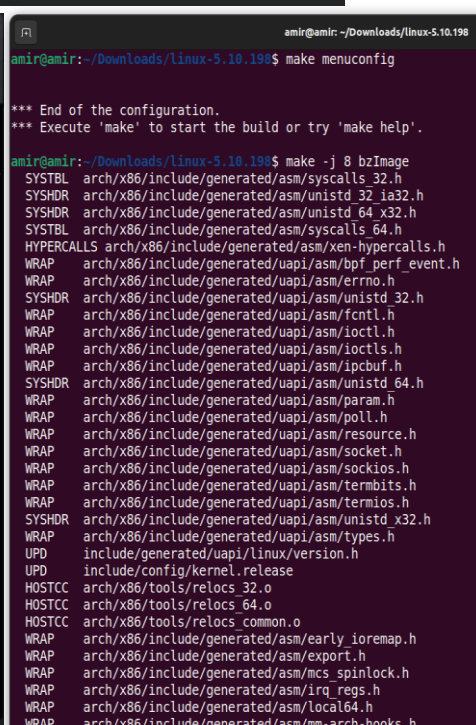 amir@amir: ~/Downloads/linux-5.10.198
amir@amir:~/Downloads/linux-5.10.198$ make menuconfig
*** End of the configuration.
*** Execute 'make' to start the build or try 'make help'.
amir@amir:~/Downloads/linux-5.10.198$ make -j 8 bzImage
SYSTBL arch/x86/include/generated/asm/syscalls_32.h
SYSHDR arch/x86/include/generated/asm/unistd_32_ia32.h
SYSHDR arch/x86/include/generated/asm/unistd_64_x32.h
SYSTBL arch/x86/include/generated/asm/syscalls_64.h
HYPERCALLS arch/x86/include/generated/asm/xen-hypercalls.h
WRAP arch/x86/include/generated/uapi/asm/bpf_perf_event.h
WRAP arch/x86/include/generated/uapi/asm/errno.h
SYSHDR arch/x86/include/generated/uapi/asm/unistd_32.h
WRAP arch/x86/include/generated/uapi/asm/fcntl.h
WRAP arch/x86/include/generated/uapi/asm/ioctl.h
WRAP arch/x86/include/generated/uapi/asm/ioctls.h
WRAP arch/x86/include/generated/uapi/asm/ipcbuf.h
SYSHDR arch/x86/include/generated/uapi/asm/unistd_64.h
WRAP arch/x86/include/generated/uapi/asm/param.h
WRAP arch/x86/include/generated/uapi/asm/poll.h
WRAP arch/x86/include/generated/uapi/asm/resource.h
WRAP arch/x86/include/generated/uapi/asm/socket.h
WRAP arch/x86/include/generated/uapi/asm/sockios.h
WRAP arch/x86/include/generated/uapi/asm/termbits.h
WRAP arch/x86/include/generated/uapi/asm/termios.h
SYSHDR arch/x86/include/generated/uapi/asm/unistd_x32.h
WRAP arch/x86/include/generated/uapi/asm/types.h
UPD include/generated/uapi/linux/version.h
UPD include/config/kernel.release
HOSTCC arch/x86/tools/relocs_32.o
HOSTCC arch/x86/tools/relocs_64.o
HOSTCC arch/x86/tools/relocs_common.o
WRAP arch/x86/include/generated/asm/early_ioremap.h
WRAP arch/x86/include/generated/asm/export.h
WRAP arch/x86/include/generated/asm/mcs_spinlock.h
WRAP arch/x86/include/generated/asm/irq_regs.h
WRAP arch/x86/include/generated/asm/local64.h
WRAP arch/x86/include/generated/asm/mm-arch-hooks.h